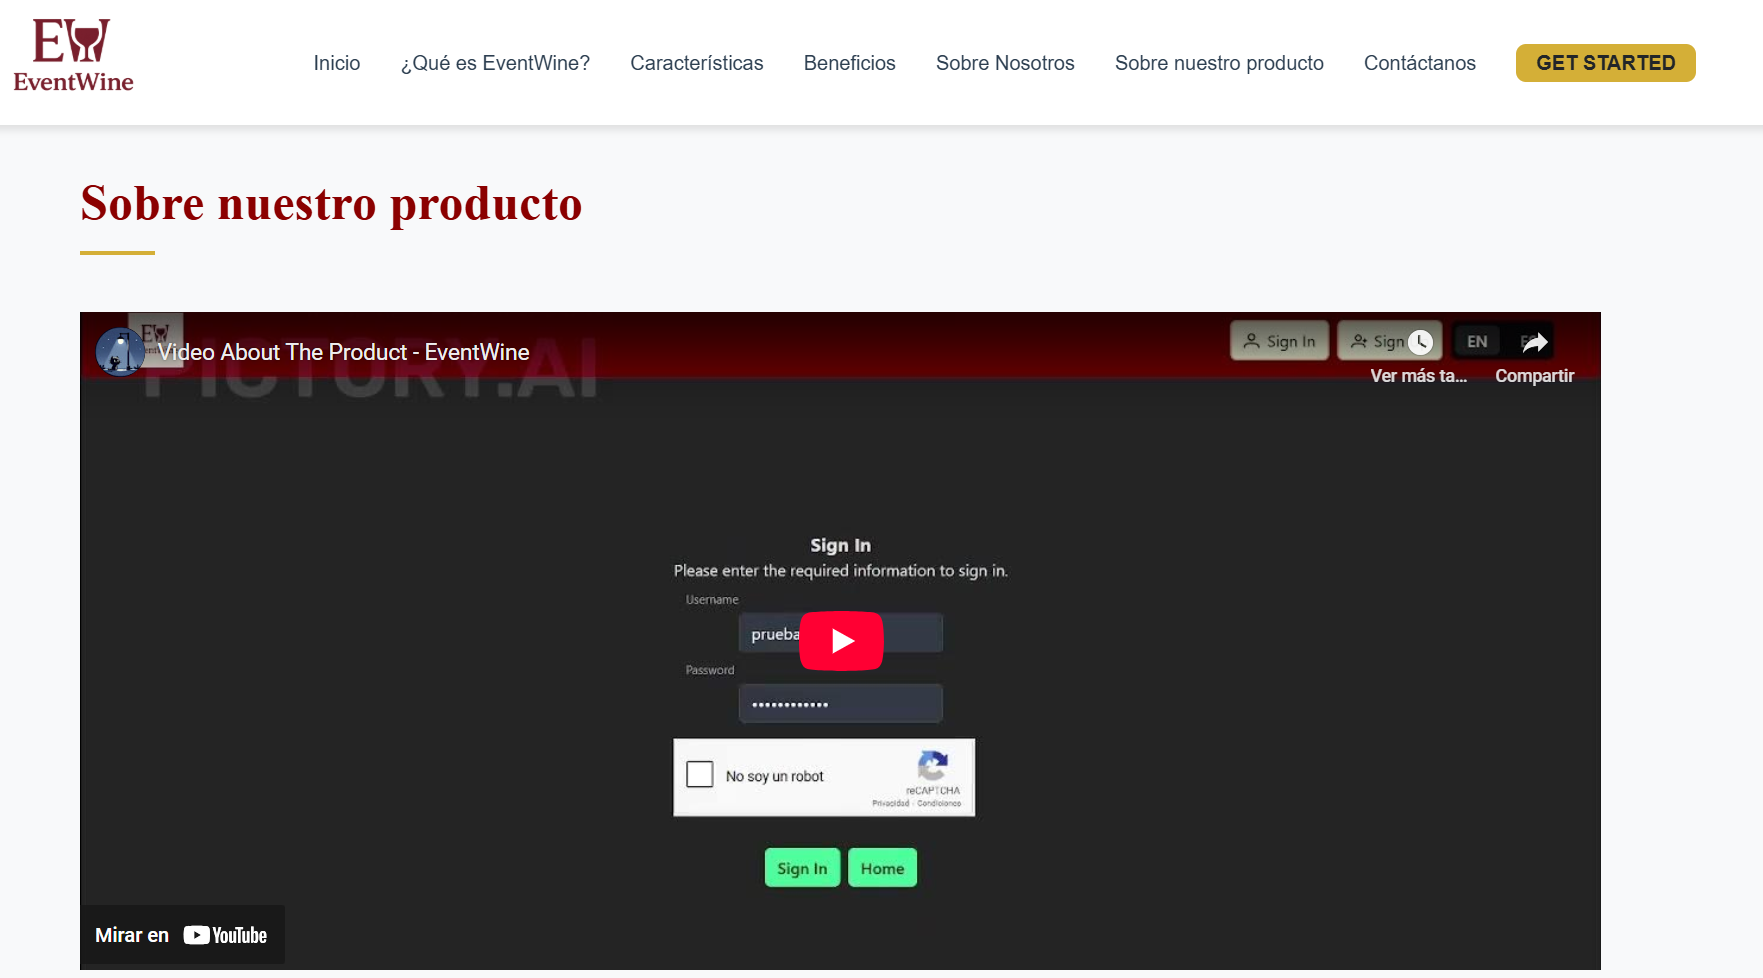 EW
EventWine
Inicio
¿Qué es EventWine?
Características
Beneficios
Sobre Nosotros
Sobre nuestro producto
Contáctanos
GET STARTED
Sobre nuestro producto
EW
Video About The Product - EventWine
PICTORY.AI
Sign In
Sign
EN
Ver más ta...
Compartir
Sign In
Please enter the required information to sign in.
Username
prueba
Password
No soy un robot
reCAPTCHA
Privacidad - Condiciones
Sign In
Home
Mirar en YouTube